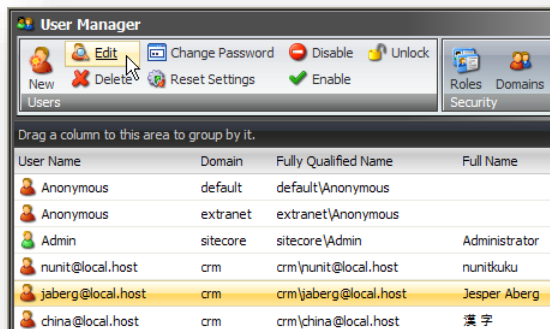 User Manager
New
Edit
Change Password
Disable
Unlock
Delete
Reset Settings
Enable
Users
Roles
Domains
Security
Drag a column to this area to group by it.
User Name Domain Fully Qualified Name Full Name
Anonymous default default\Anonymous
Anonymous extranet extranet\Anonymous
Admin sitecore sitecore\Admin Administrator
nunit@local.host crm crm\nunit@local.host nunitkuku
jaberg@local.host crm crm\jaberg@local.host Jesper Aberg
china@local.host crm crm\china@local.host 漢字